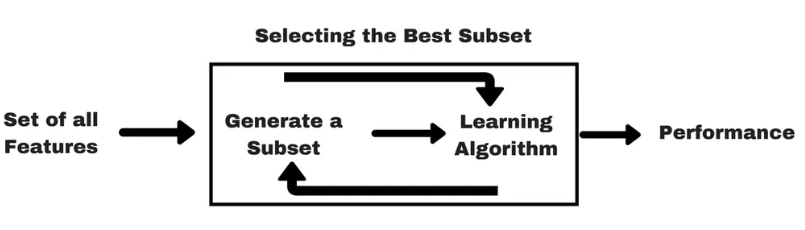 Selecting the Best Subset
Set of all
Features
Generate a
Subset
Learning
Algorithm
Performance